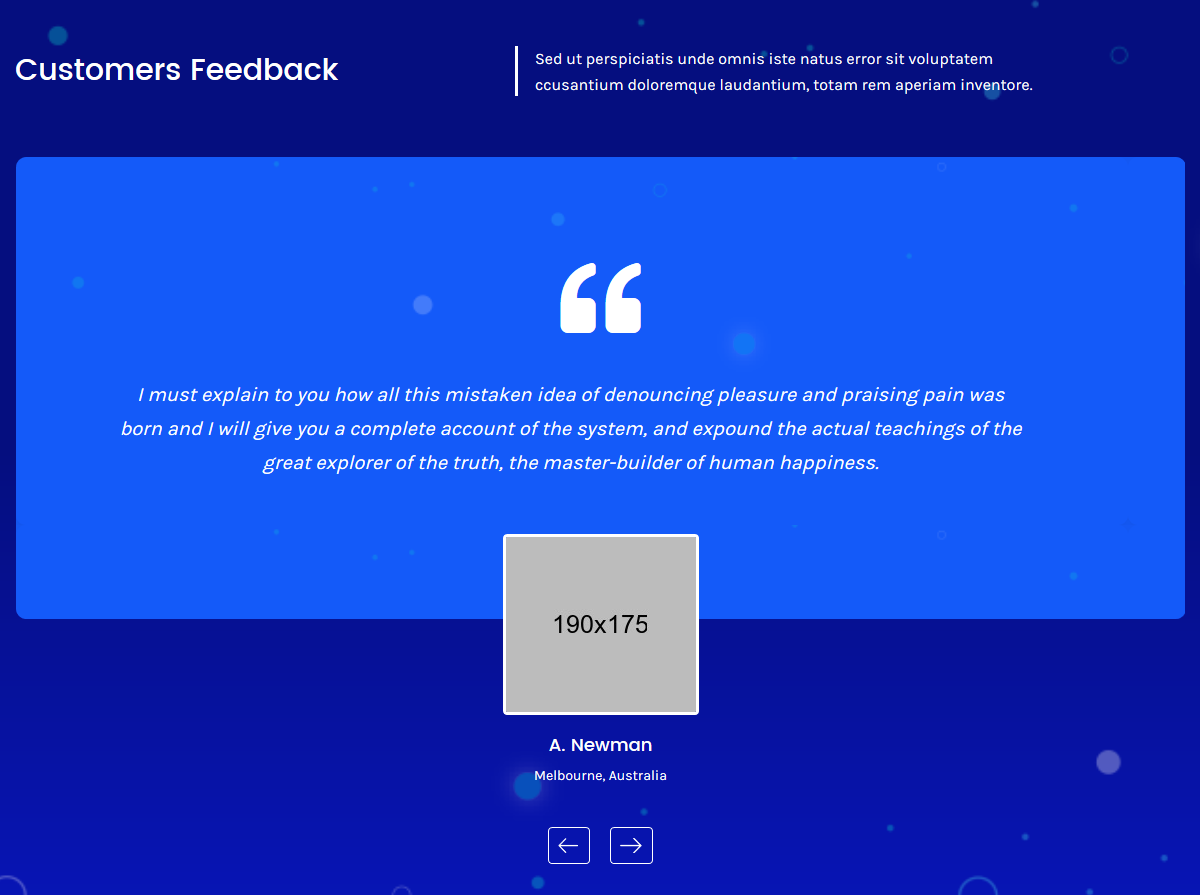 Customers Feedback
Sed ut perspiciatis unde omnis iste natus error sit voluptatem
ccusantium doloremque laudantium, totam rem aperiam inventore.
I must explain to you how all this mistaken idea of denouncing pleasure and praising pain was
born and I will give you a complete account of the system, and expound the actual teachings of the
great explorer of the truth, the master-builder of human happiness.
190x175
A. Newman
Melbourne, Australia